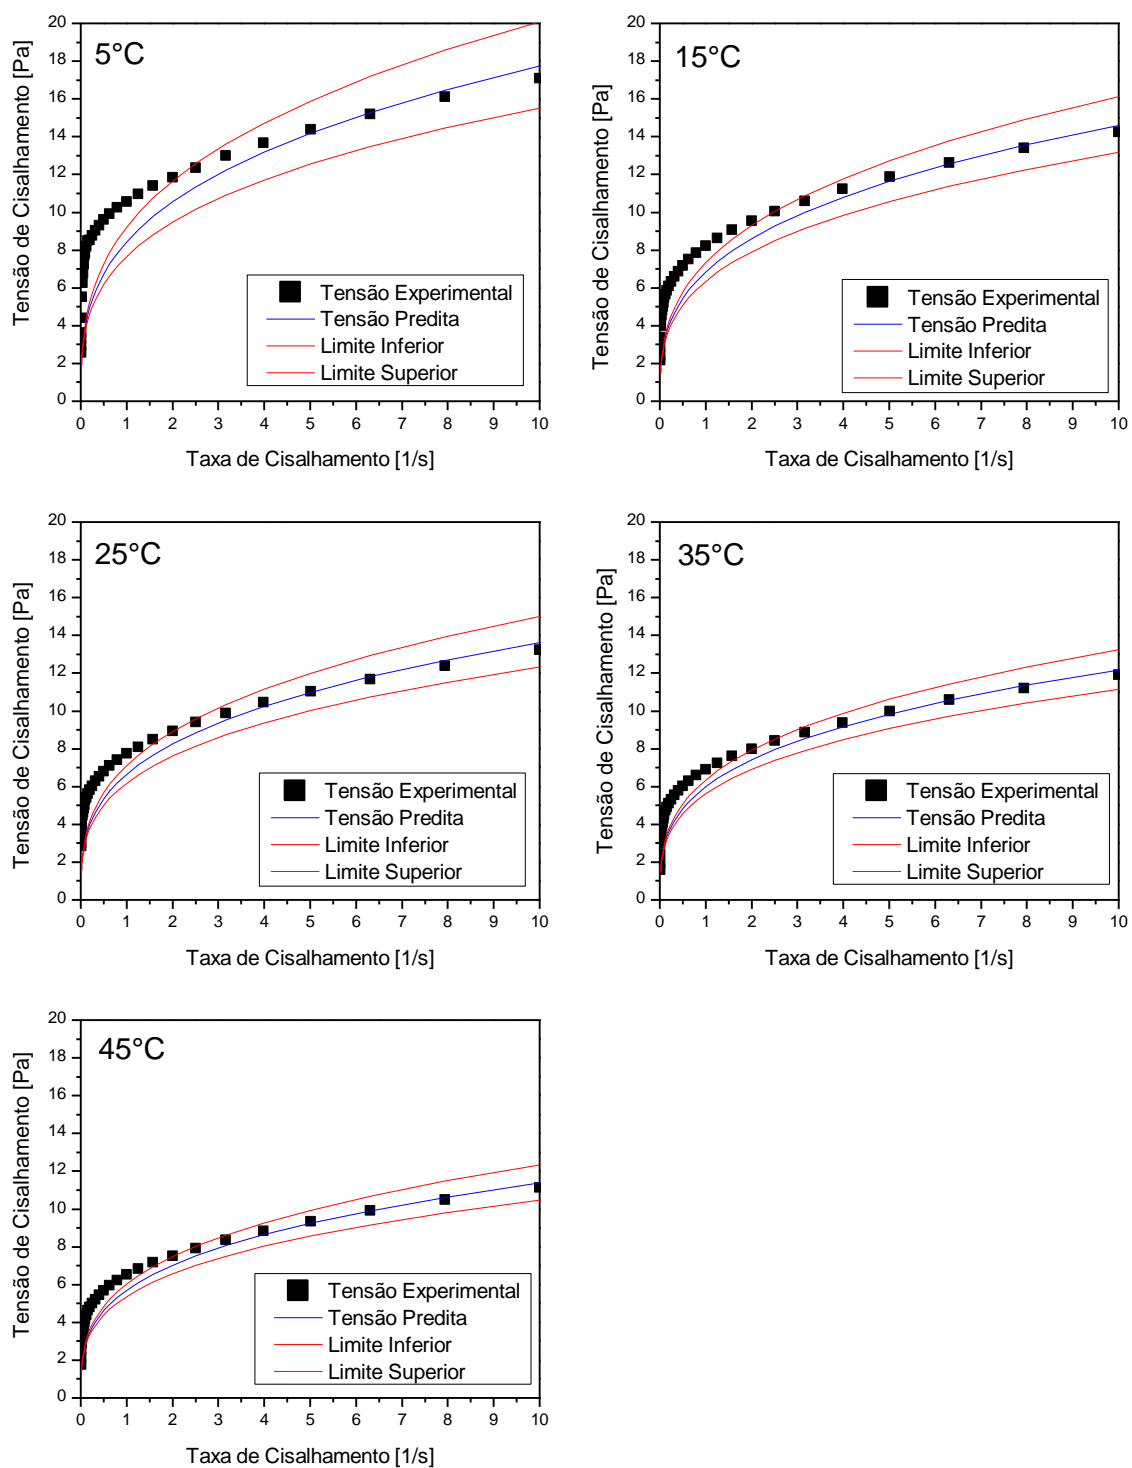 5°C
Tensão de Cisalhamento [Pa]
20
18
16
14
12
10
8
6
4
2
0
Tensão Experimental
Tensão Predita
Limite Inferior
Limite Superior
0 1 2 3 4 5 6 7 8 9 10
Taxa de Cisalhamento [1/s]
15°C
Tensão de Cisalhamento [Pa]
20
18
16
14
12
10
8
6
4
2
0
Tensão Experimental
Tensão Predita
Limite Inferior
Limite Superior
0 1 2 3 4 5 6 7 8 9 10
Taxa de Cisalhamento [1/s]
25°C
Tensão de Cisalhamento [Pa]
20
18
16
14
12
10
8
6
4
2
0
Tensão Experimental
Tensão Predita
Limite Inferior
Limite Superior
0 1 2 3 4 5 6 7 8 9 10
Taxa de Cisalhamento [1/s]
35°C
Tensão de Cisalhamento [Pa]
20
18
16
14
12
10
8
6
4
2
0
Tensão Experimental
Tensão Predita
Limite Inferior
Limite Superior
0 1 2 3 4 5 6 7 8 9 10
Taxa de Cisalhamento [1/s]
45°C
Tensão de Cisalhamento [Pa]
20
18
16
14
12
10
8
6
4
2
0
Tensão Experimental
Tensão Predita
Limite Inferior
Limite Superior
0 1 2 3 4 5 6 7 8 9 10
Taxa de Cisalhamento [1/s]